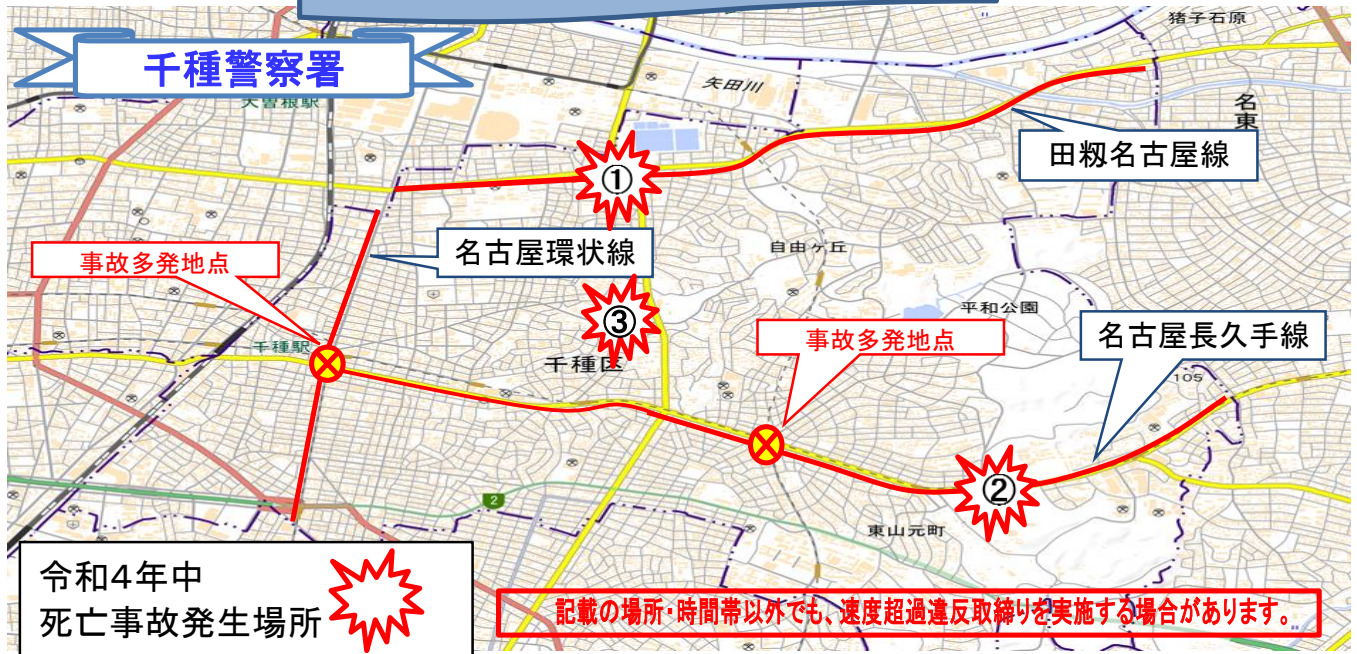 猪子石原
千種警察署
矢田川
大曽根駅
名東
田籾名古屋線
①
名古屋環状線
自由ヶ丘
事故多発地点
③
平和公園
事故多発地点
名古屋長久手線
千種駅
千種区
105
②
2
東山元町
令和4年中
死亡事故発生場所
記載の場所・時間帯以外でも、速度超過違反取締りを実施する場合があります。